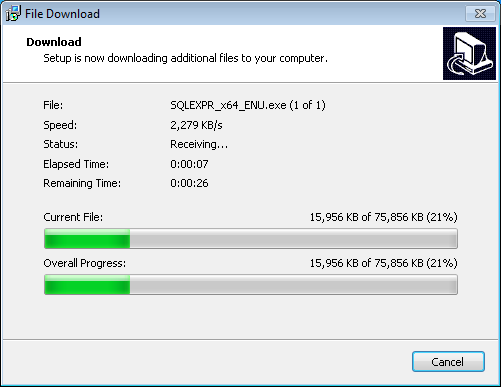 File Download
Download
Setup is now downloading additional files to your computer.
File: SQLEXPR_x64_ENU.exe (1 of 1)
Speed: 2,279 KB/s
Status: Receiving...
Elapsed Time: 0:00:07
Remaining Time: 0:00:26
Current File: 15,956 KB of 75,856 KB (21%)
Overall Progress: 15,956 KB of 75,856 KB (21%)
Cancel